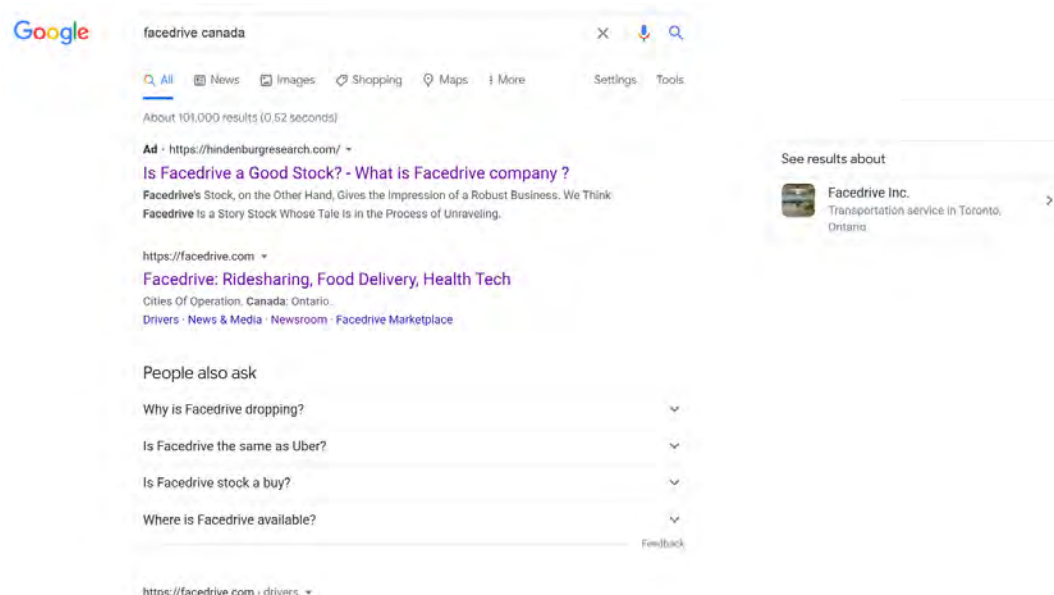 Google
facedrive canada
All News Images Shopping Maps More Settings Tools
About 101,000 results (0.52 seconds)
Ad · https://hindenburgresearch.com/
Is Facedrive a Good Stock? - What is Facedrive company ?
Facedrive's Stock, on the Other Hand, Gives the Impression of a Robust Business. We Think
Facedrive Is a Story Stock Whose Tale Is in the Process of Unraveling.
https://facedrive.com
Facedrive: Ridesharing, Food Delivery, Health Tech
Cities Of Operation. Canada: Ontario.
Drivers · News & Media · Newsroom · Facedrive Marketplace
People also ask
Why is Facedrive dropping?
Is Facedrive the same as Uber?
Is Facedrive stock a buy?
Where is Facedrive available?
Feedback
https://facedrive.com › drivers
See results about
Facedrive Inc.
Transportation service in Toronto,
Ontario